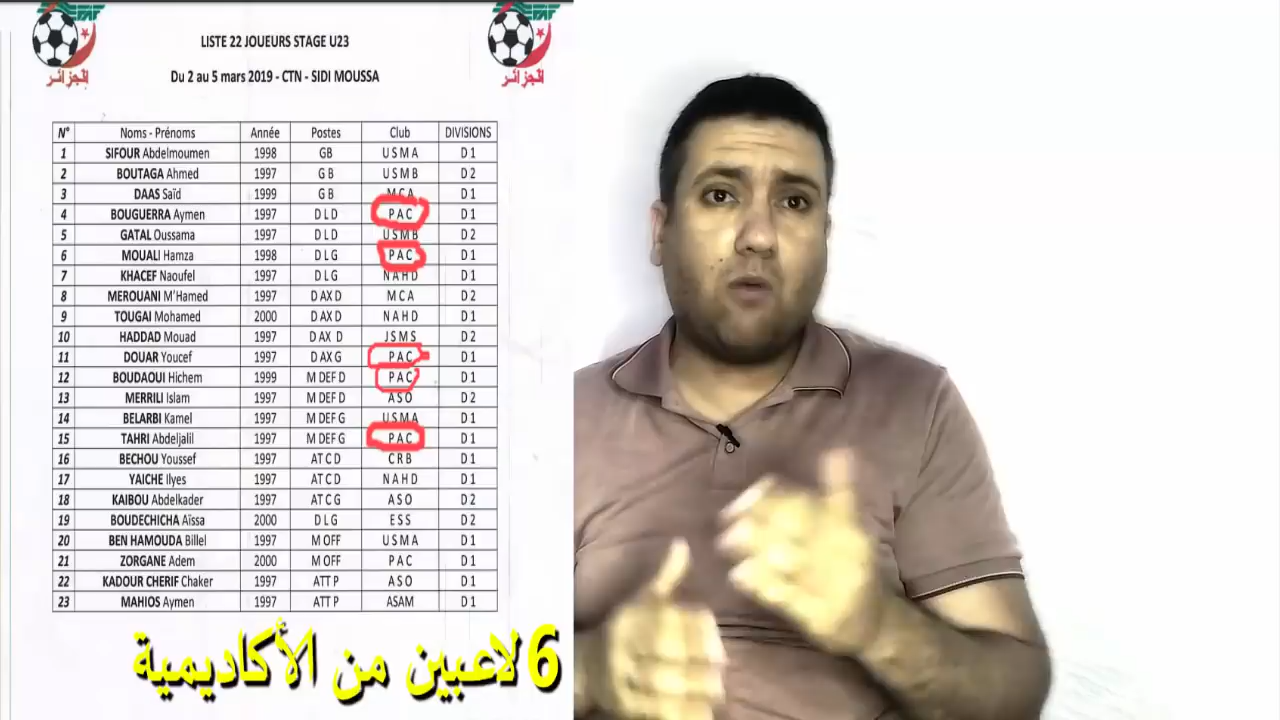 FAF
FAF
الجزائر
الجزائر
LISTE 22 JOUEURS STAGE U23
Du 2 au 5 mars 2019 - CTN - SIDI MOUSSA
N° Noms - Prénoms Année Postes Club DIVISIONS
1 SIFOUR Abdelmoumen 1998 GB USMA D1
2 BOUTAGA Ahmed 1997 GB USMB D2
3 DAAS Saïd 1999 GB MCA D1
4 BOUGUERRA Aymen 1997 DLD PAC D1
5 GATAL Oussama 1997 DLD USMB D2
6 MOUALI Hamza 1998 DLG PAC D1
7 KHACEF Naoufel 1997 DLG NAHD D1
8 MEROUANI M'Hamed 1997 DAXD MCA D2
9 TOUGAI Mohamed 2000 DAXD NAHD D1
10 HADDAD Mouad 1997 DAX D JSMS D2
11 DOUAR Youcef 1997 DAXG PAC D1
12 BOUDAOUI Hichem 1999 M DEF D PAC D1
13 MERRILI Islam 1997 M DEF D ASO D2
14 BELARBI Kamel 1997 M DEF G USMA D1
15 TAHRI Abdeljalil 1997 M DEF G PAC D1
16 BECHOU Youssef 1997 ATCD CRB D1
17 YAICHE Ilyes 1997 ATCD NAHD D1
18 KAIBOU Abdelkader 1997 ATCG ASO D2
19 BOUDECHICHA Aïssa 2000 DLG ESS D2
20 BEN HAMOUDA Billel 1997 M OFF USMA D1
21 ZORGANE Adem 2000 M OFF PAC D1
22 KADOUR CHERIF Chaker 1997 ATT P ASO D1
23 MAHIOS Aymen 1997 ATT P ASAM D1
6 لاعبين من الأكاديمية